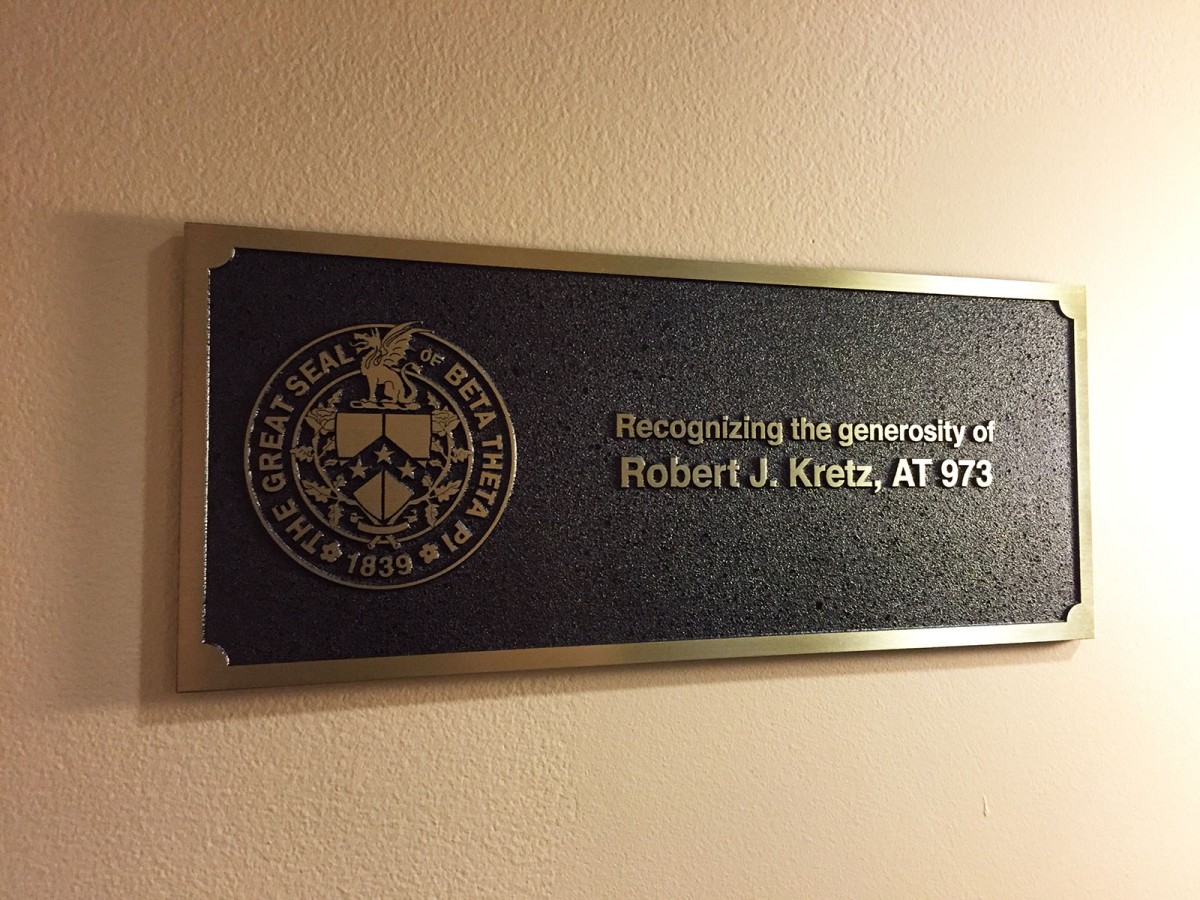 THE GREAT SEAL OF BETA THETA PI
1839
Recognizing the generosity of
Robert J. Kretz, AT 973